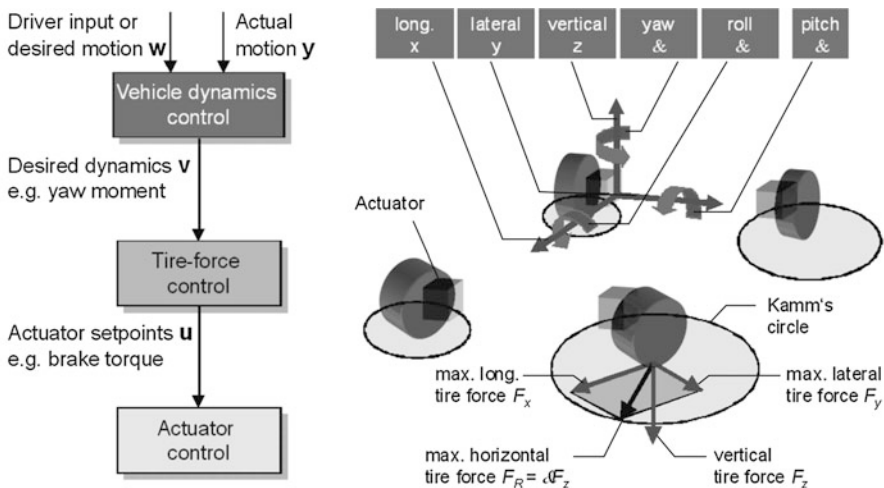 Driver input or
desired motion w
Actual
motion y
Vehicle dynamics
control
Desired dynamics v
e.g. yaw moment
Tire-force
control
Actuator setpoints u
e.g. brake torque
Actuator
control
long.
x
lateral
y
vertical
z
yaw
&
roll
&
pitch
&
Actuator
Kamm's
circle
max. long.
tire force Fx
max. lateral
tire force Fy
max. horizontal
tire force FR =
Fz
vertical
tire force Fz